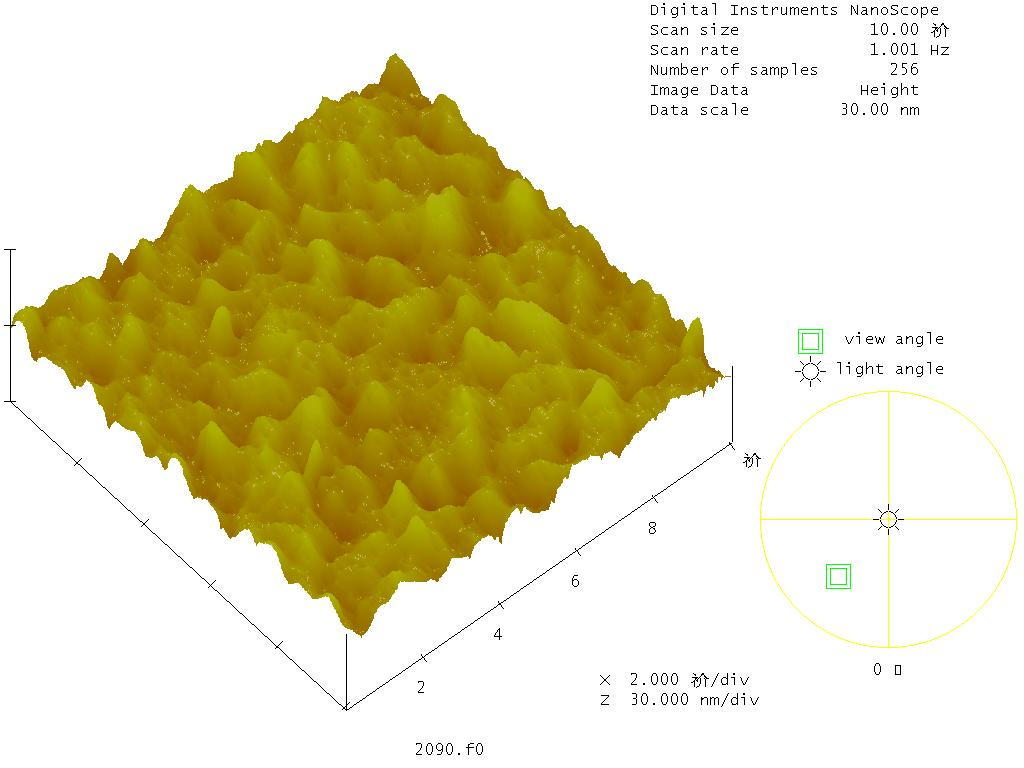 Digital Instruments NanoScope
Scan size 10.00 祄
Scan rate 1.001 Hz
Number of samples 256
Image Data Height
Data scale 30.00 nm
view angle
light angle
祄
8
6
4
2
0
X 2.000 祄/div
Z 30.000 nm/div
2090.f0